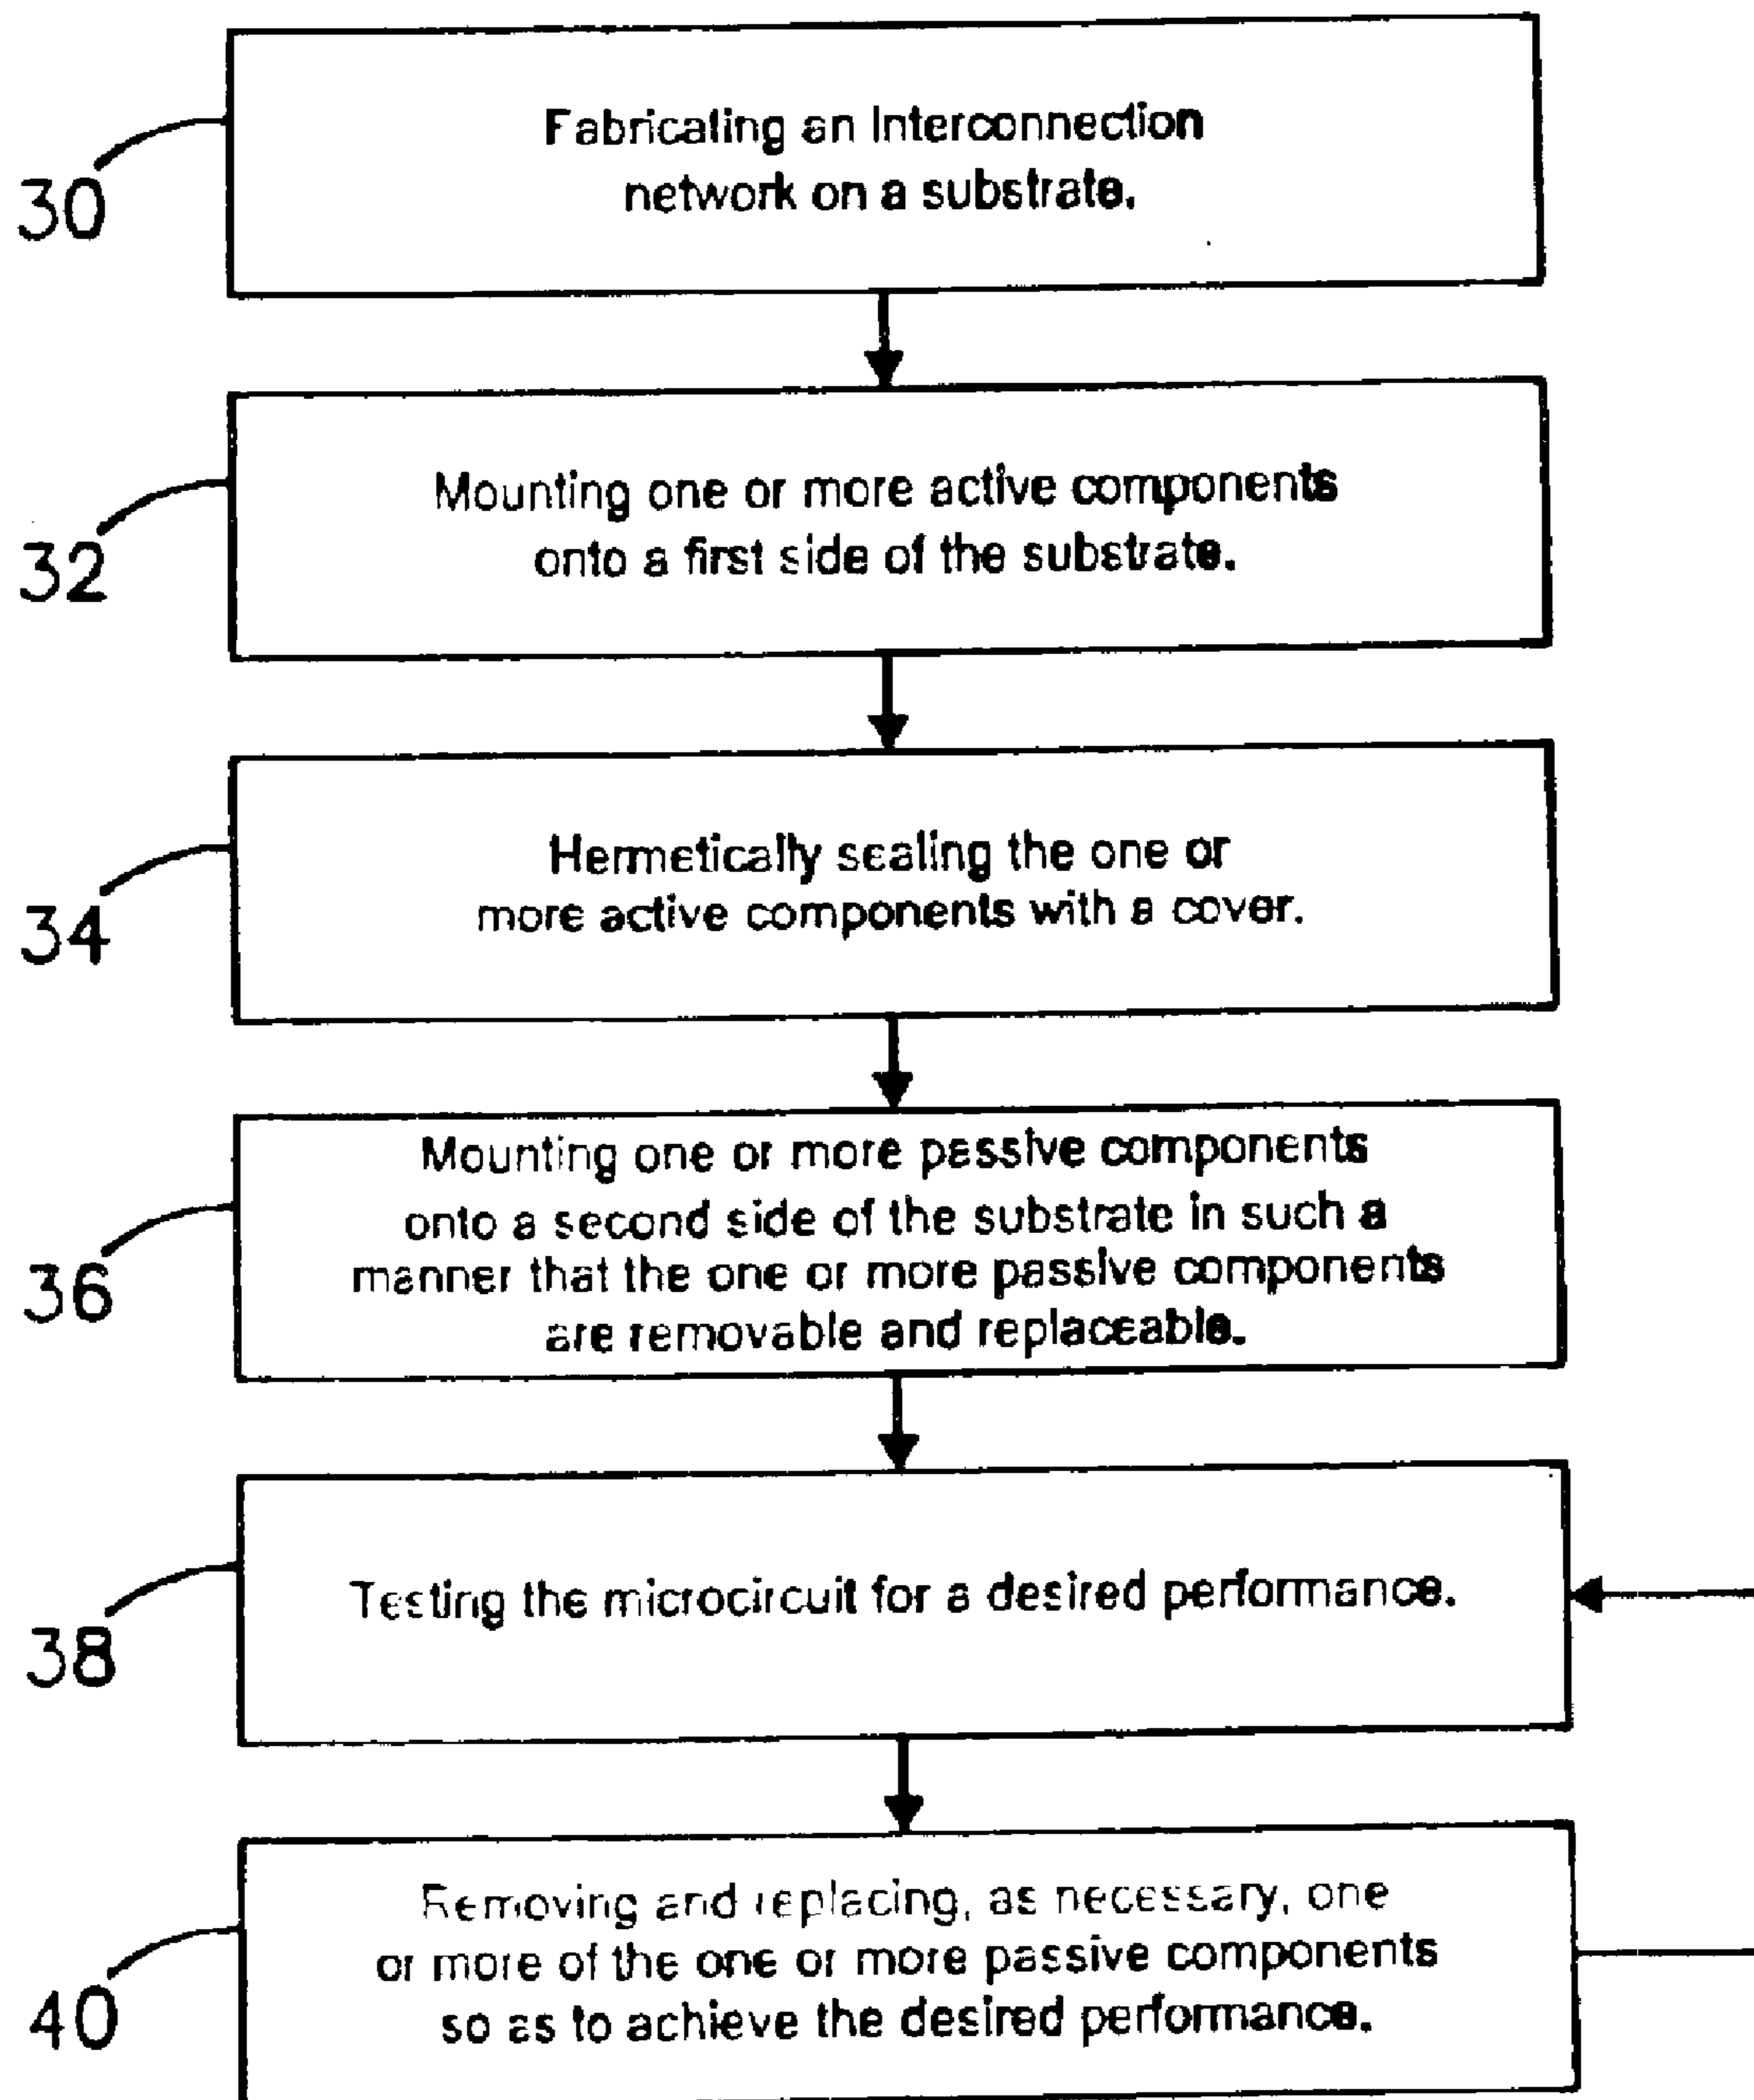 Fabricating an Interconnection
network on a substrate.
30
Mounting one or more active components
onto a first side of the substrate.
32
Hermetically sealing the one or
more active components with a cover.
34
Mounting one or more passive components
onto a second side of the substrate in such a
manner that the one or more passive components
are removable and replaceable.
36
Testing the microcircuit for a desired performance.
38
Removing and replacing, as necessary, one
or more of the one or more passive components
so as to achieve the desired performance.
40